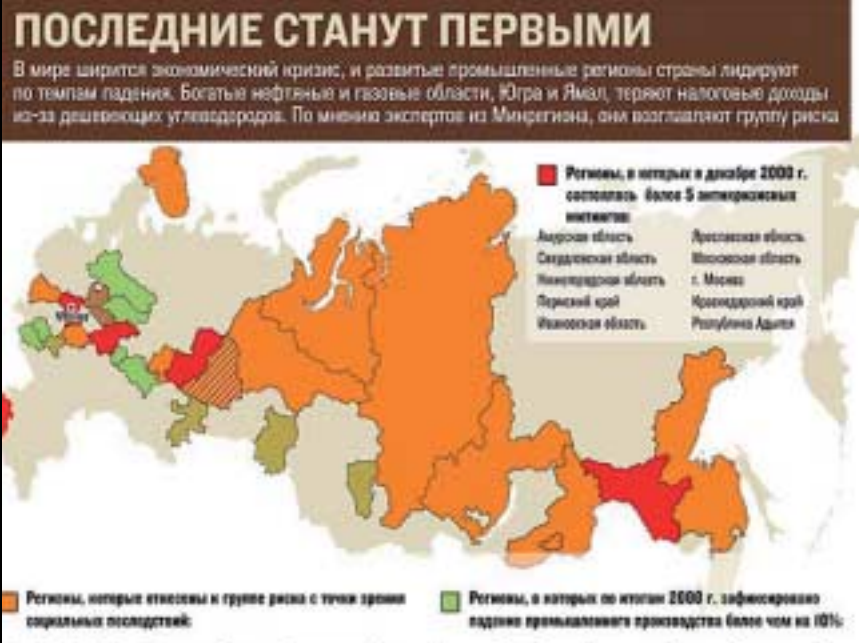 ПОСЛЕДНИЕ СТАНУТ ПЕРВЫМИ
В мире ширится экономический кризис, и развитые промышленные регионы страны лидируют
по темпам падения. Богатые нефтяные и газовые области, Югра и Ямал, теряют налоговые доходы
из-за дешевеющих углеводородов. По мнению экспертов из Минрегиона, они возглавляют группу риска
Регионы, в которых в декабре г.
состоялась более 5 антикризисных
митингов:
Амурская область
Свердловская область
Нижегородская область
Пермский край
Ивановская область
Ярославская область
Московская область
г. Москва
Краснодарский край
Республика Адыгея
Москва
Регионы, которые отнесены к группе риска с точки зрения
социальных последствий:
Регионы, в которых по итогам г. зафиксировано
падение промышленного производства более чем на 10%: